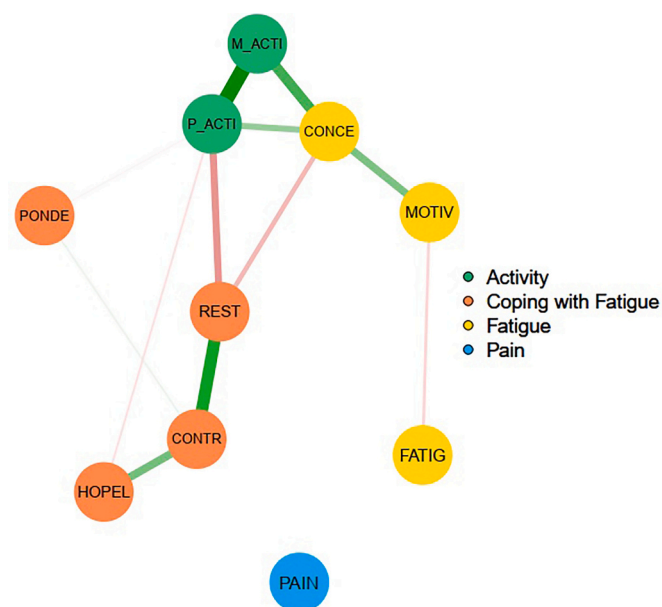 M_ACTI
P_ACTI
CONCE
PONDE
MOTIV
Activity
Coping with Fatigue
Fatigue
Pain
REST
CONTR
FATIG
HOPEL
PAIN